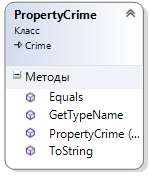 PropertyCrime
Класс
Crime
Методы
Equals
GetTypeName
PropertyCrime (...
ToString